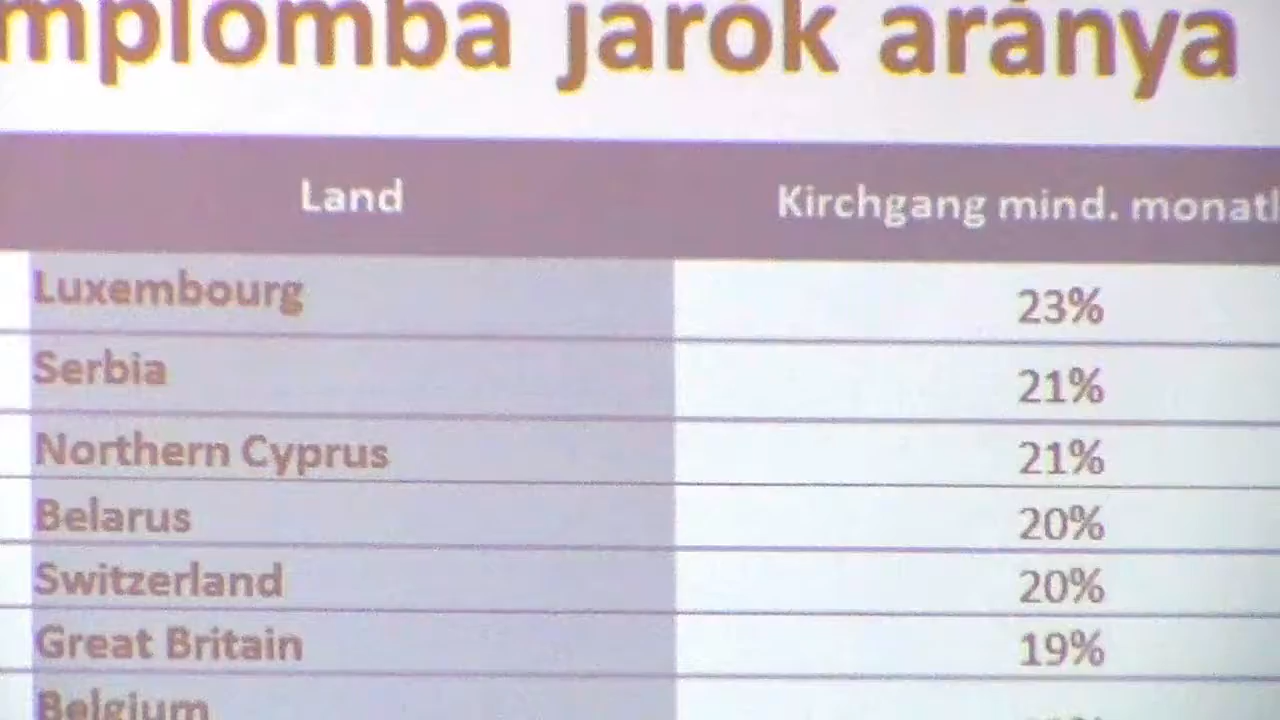 mplomba járók aránya
Land Kirchgang mind. monatl
Luxembourg 23%
Serbia 21%
Northern Cyprus 21%
Belarus 20%
Switzerland 20%
Great Britain 19%
Belgium